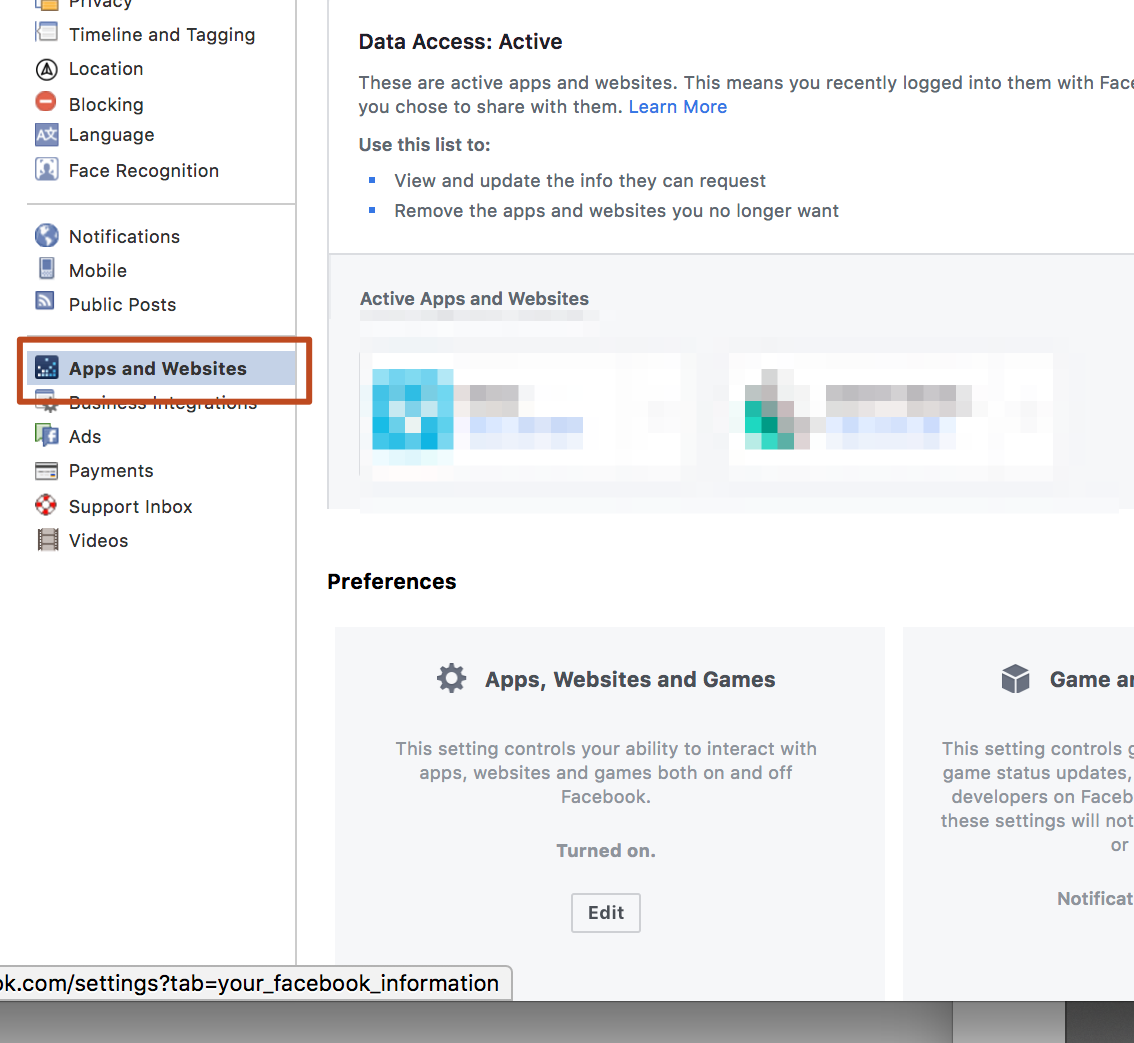 Privacy
Timeline and Tagging
Location
Blocking
Language
Face Recognition
Notifications
Mobile
Public Posts
Apps and Websites
Business Integrations
Ads
Payments
Support Inbox
Videos
Data Access: Active
These are active apps and websites. This means you recently logged into them with Face
you chose to share with them. Learn More
Use this list to:
View and update the info they can request
Remove the apps and websites you no longer want
Active Apps and Websites
Preferences
Apps, Websites and Games
This setting controls your ability to interact with
apps, websites and games both on and off
Facebook.
Turned on.
Edit
Game an
This setting controls g
game status updates,
developers on Faceb
these settings will not
or
Notificat
ok.com/settings?tab=your_facebook_information